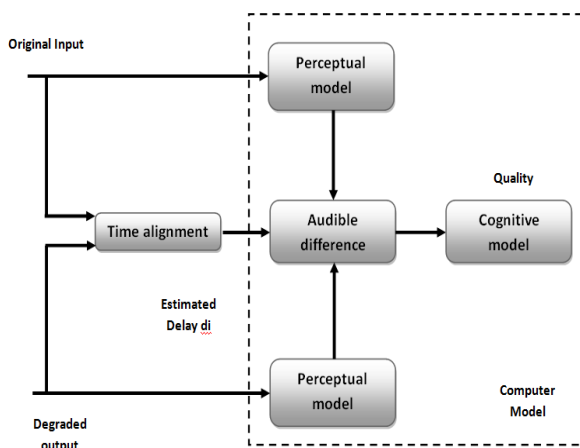 Original Input
Perceptual
model
Quality
Time alignment
Audible
difference
Cognitive
model
Estimated
Delay di
Perceptual
model
Computer
Model
Degraded
output